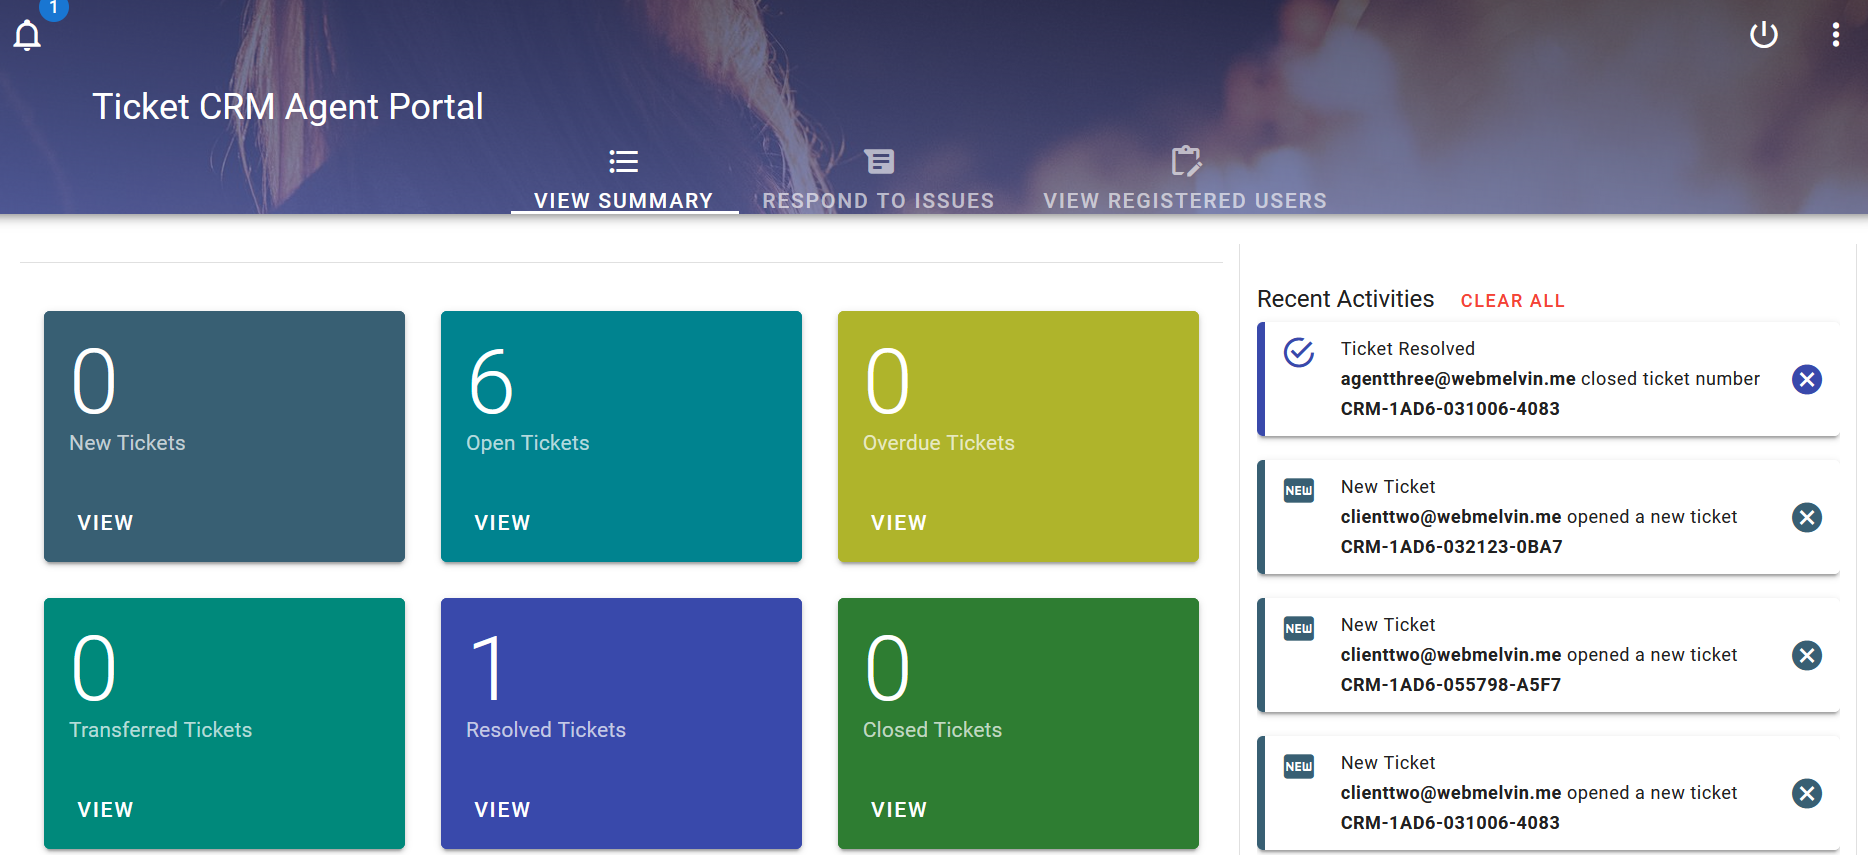 1
Ticket CRM Agent Portal
VIEW SUMMARY
RESPOND TO ISSUES
VIEW REGISTERED USERS
0
New Tickets
VIEW
6
Open Tickets
VIEW
0
Overdue Tickets
VIEW
0
Transferred Tickets
VIEW
1
Resolved Tickets
VIEW
0
Closed Tickets
VIEW
Recent Activities CLEAR ALL
Ticket Resolved
agentthree@webmelvin.me closed ticket number
CRM-1AD6-031006-4083
NEW
New Ticket
clienttwo@webmelvin.me opened a new ticket
CRM-1AD6-032123-0BA7
NEW
New Ticket
clienttwo@webmelvin.me opened a new ticket
CRM-1AD6-055798-A5F7
NEW
New Ticket
clienttwo@webmelvin.me opened a new ticket
CRM-1AD6-031006-4083